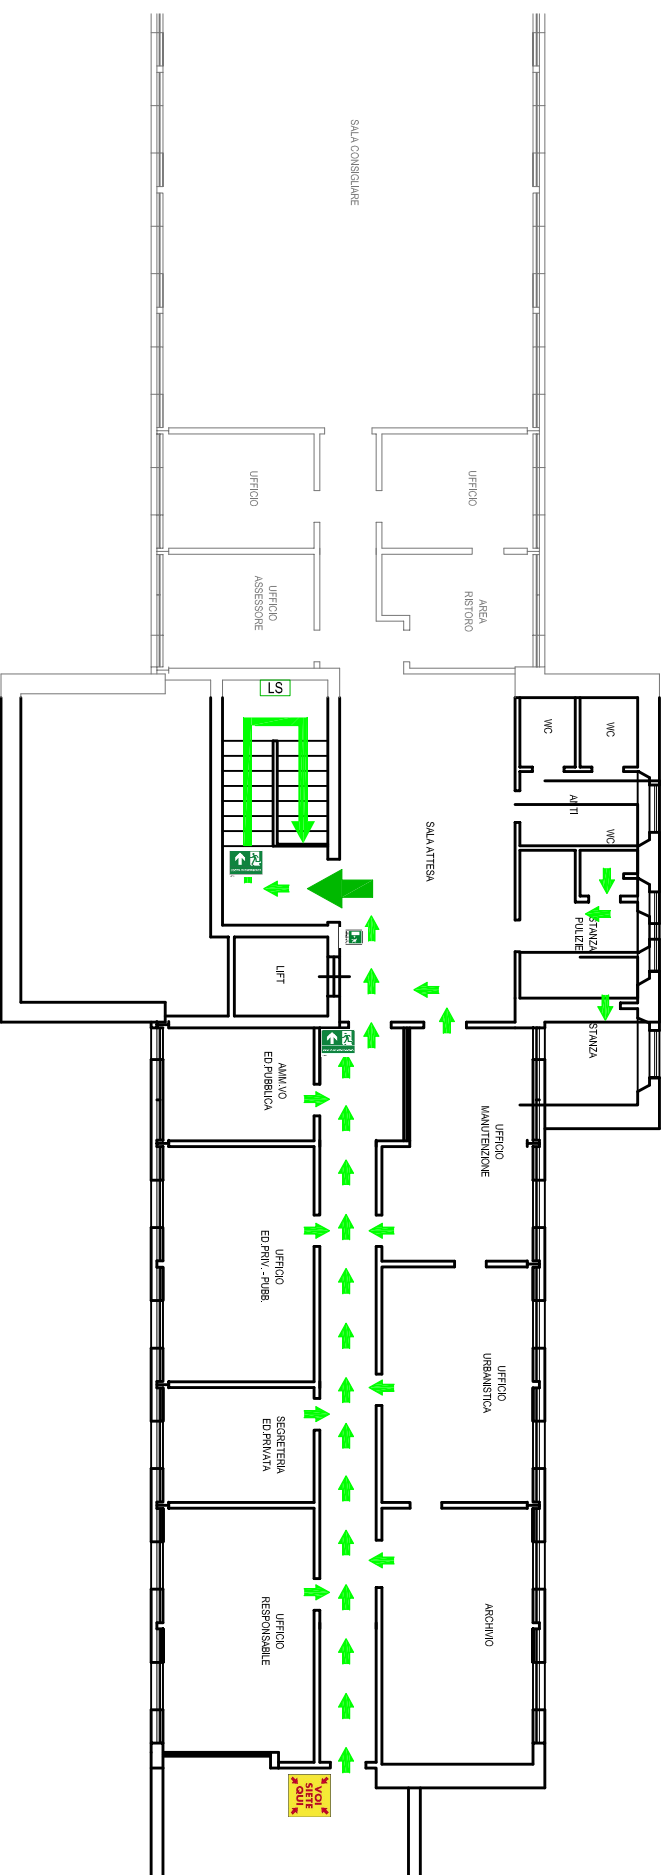 SALA CONSIGLIARE
UFFICIO
UFFICIO
UFFICIO
ASSESSORE
AREA
RISTORO
LS
WC
WC
ANTI
WC
SALA ATTESA
STANZA
PULIZIE
LIFT
STANZA
AMM.VO
ED.PUBBLICA
UFFICIO
MANUTENZIONE
UFFICIO
ED.PRIV. - PUBB.
UFFICIO
URBANISTICA
SEGRETERIA
ED.PRIVATA
UFFICIO
RESPONSABILE
ARCHIVIO
VOI
SIETE
QUI